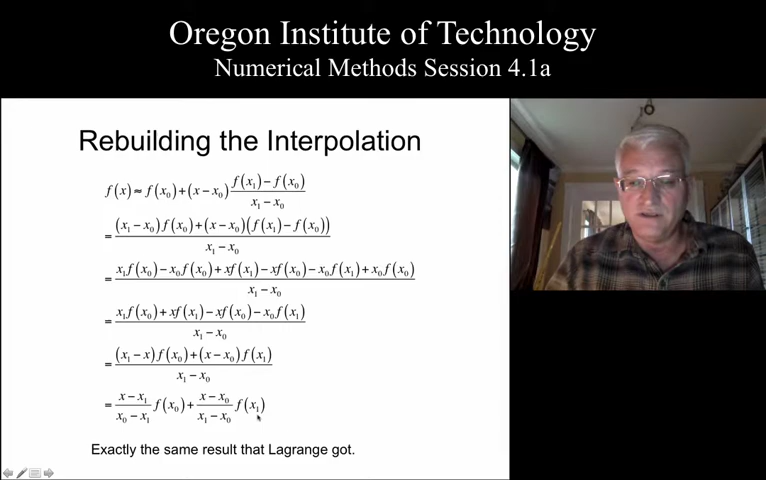 Oregon Institute of Technology
Numerical Methods Session 4.1a
Rebuilding the Interpolation
f(x) ≈ f(x₀) + (x − x₀) (f(x₁) − f(x₀)) / (x₁ − x₀)
= ((x₁ − x₀) f(x₀) + (x − x₀)(f(x₁) − f(x₀))) / (x₁ − x₀)
= (x₁f(x₀) − x₀f(x₀) + xf(x₁) − xf(x₀) − x₀f(x₁) + x₀f(x₀)) / (x₁ − x₀)
= (x₁f(x₀) + xf(x₁) − xf(x₀) − x₀f(x₁)) / (x₁ − x₀)
= ((x₁ − x) f(x₀) + (x − x₀) f(x₁)) / (x₁ − x₀)
= (x − x₁) / (x₀ − x₁) f(x₀) + (x − x₀) / (x₁ − x₀) f(x₁)
Exactly the same result that Lagrange got.